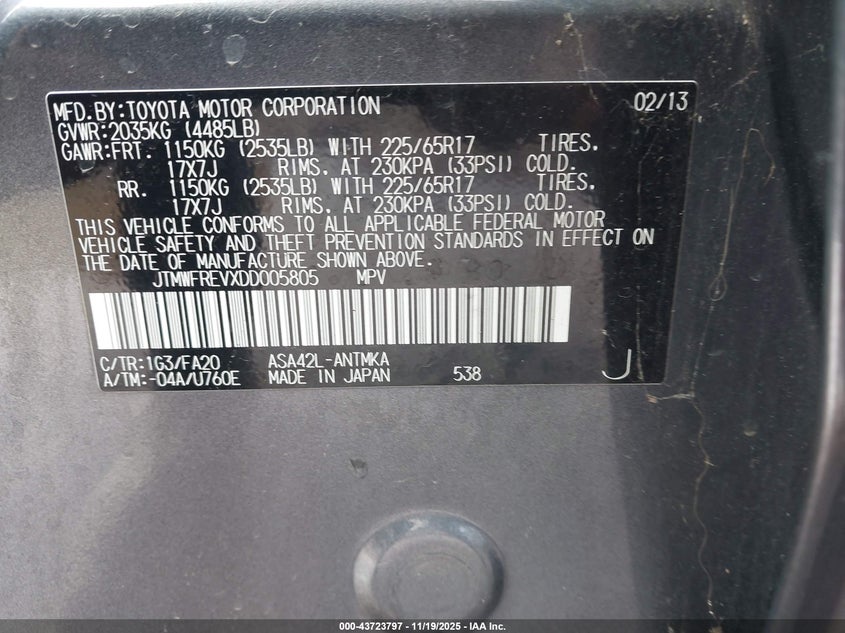 MFD.BY:TOYOTA MOTOR CORPORATION 02/13
GVWR:2035KG (4485LB)
GAWR:FRT. 1150KG (2535LB) WITH 225/65R17 TIRES,
17X7J RIMS, AT 230KPA (33PSI) COLD.
RR. 1150KG (2535LB) WITH 225/65R17 TIRES,
17X7J RIMS, AT 230KPA (33PSI) COLD.
THIS VEHICLE CONFORMS TO ALL APPLICABLE FEDERAL MOTOR
VEHICLE SAFETY AND THEFT PREVENTION STANDARDS IN EFFECT ON
THE DATE OF MANUFACTURE SHOWN ABOVE.
JTMWFREVXDD005805 MPV
C/TR:1G3/FA20 ASA42L-ANTMKA
A/TM:-04A/U760E MADE IN JAPAN 538 J
000-43723797 - 11/19/2025 - IAA Inc.